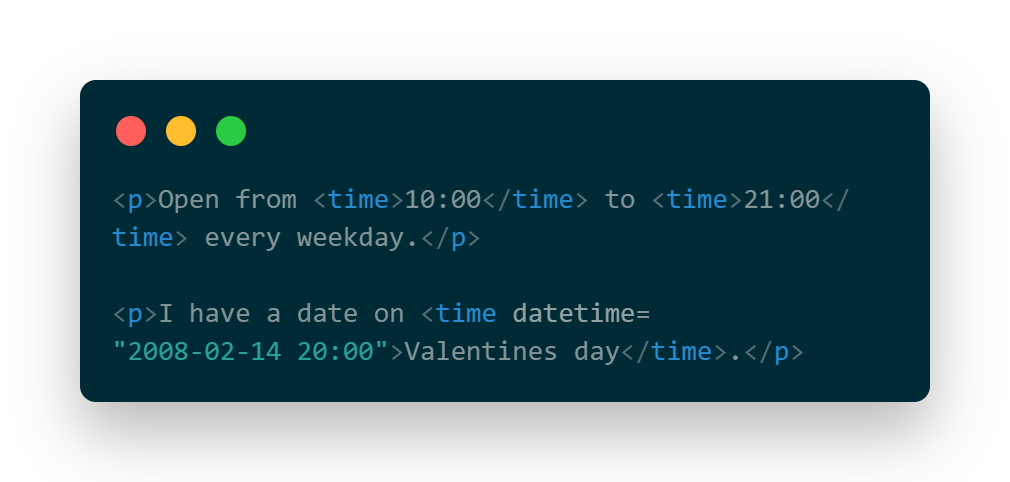 <p>Open from <time>10:00</time> to <time>21:00</
time> every weekday.</p>
<p>I have a date on <time datetime=
"2008-02-14 20:00">Valentines day</time>.</p>